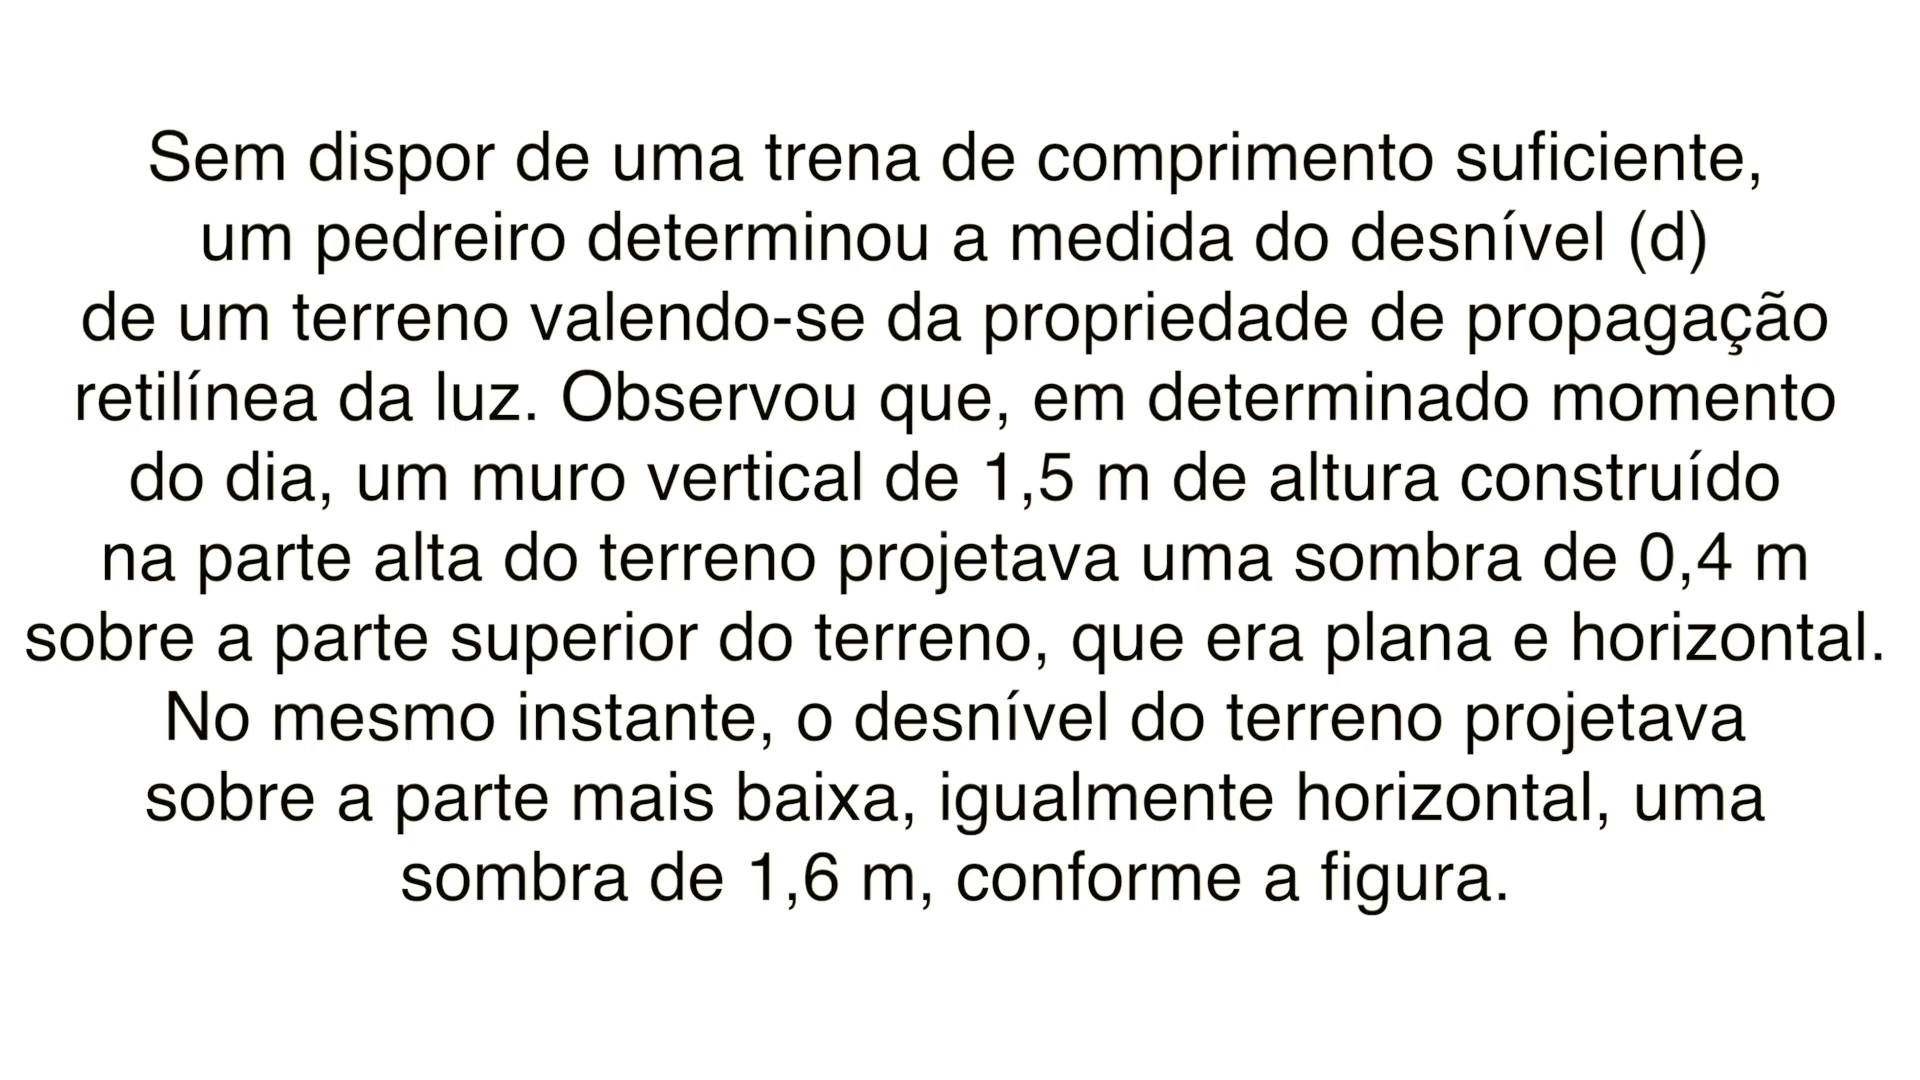 Sem dispor de uma trena de comprimento suficiente,
um pedreiro determinou a medida do desnível (d)
de um terreno valendo-se da propriedade de propagação
retilínea da luz. Observou que, em determinado momento
do dia, um muro vertical de 1,5 m de altura construído
na parte alta do terreno projetava uma sombra de 0,4 m
sobre a parte superior do terreno, que era plana e horizontal.
No mesmo instante, o desnível do terreno projetava
sobre a parte mais baixa, igualmente horizontal, uma
sombra de 1,6 m, conforme a figura.